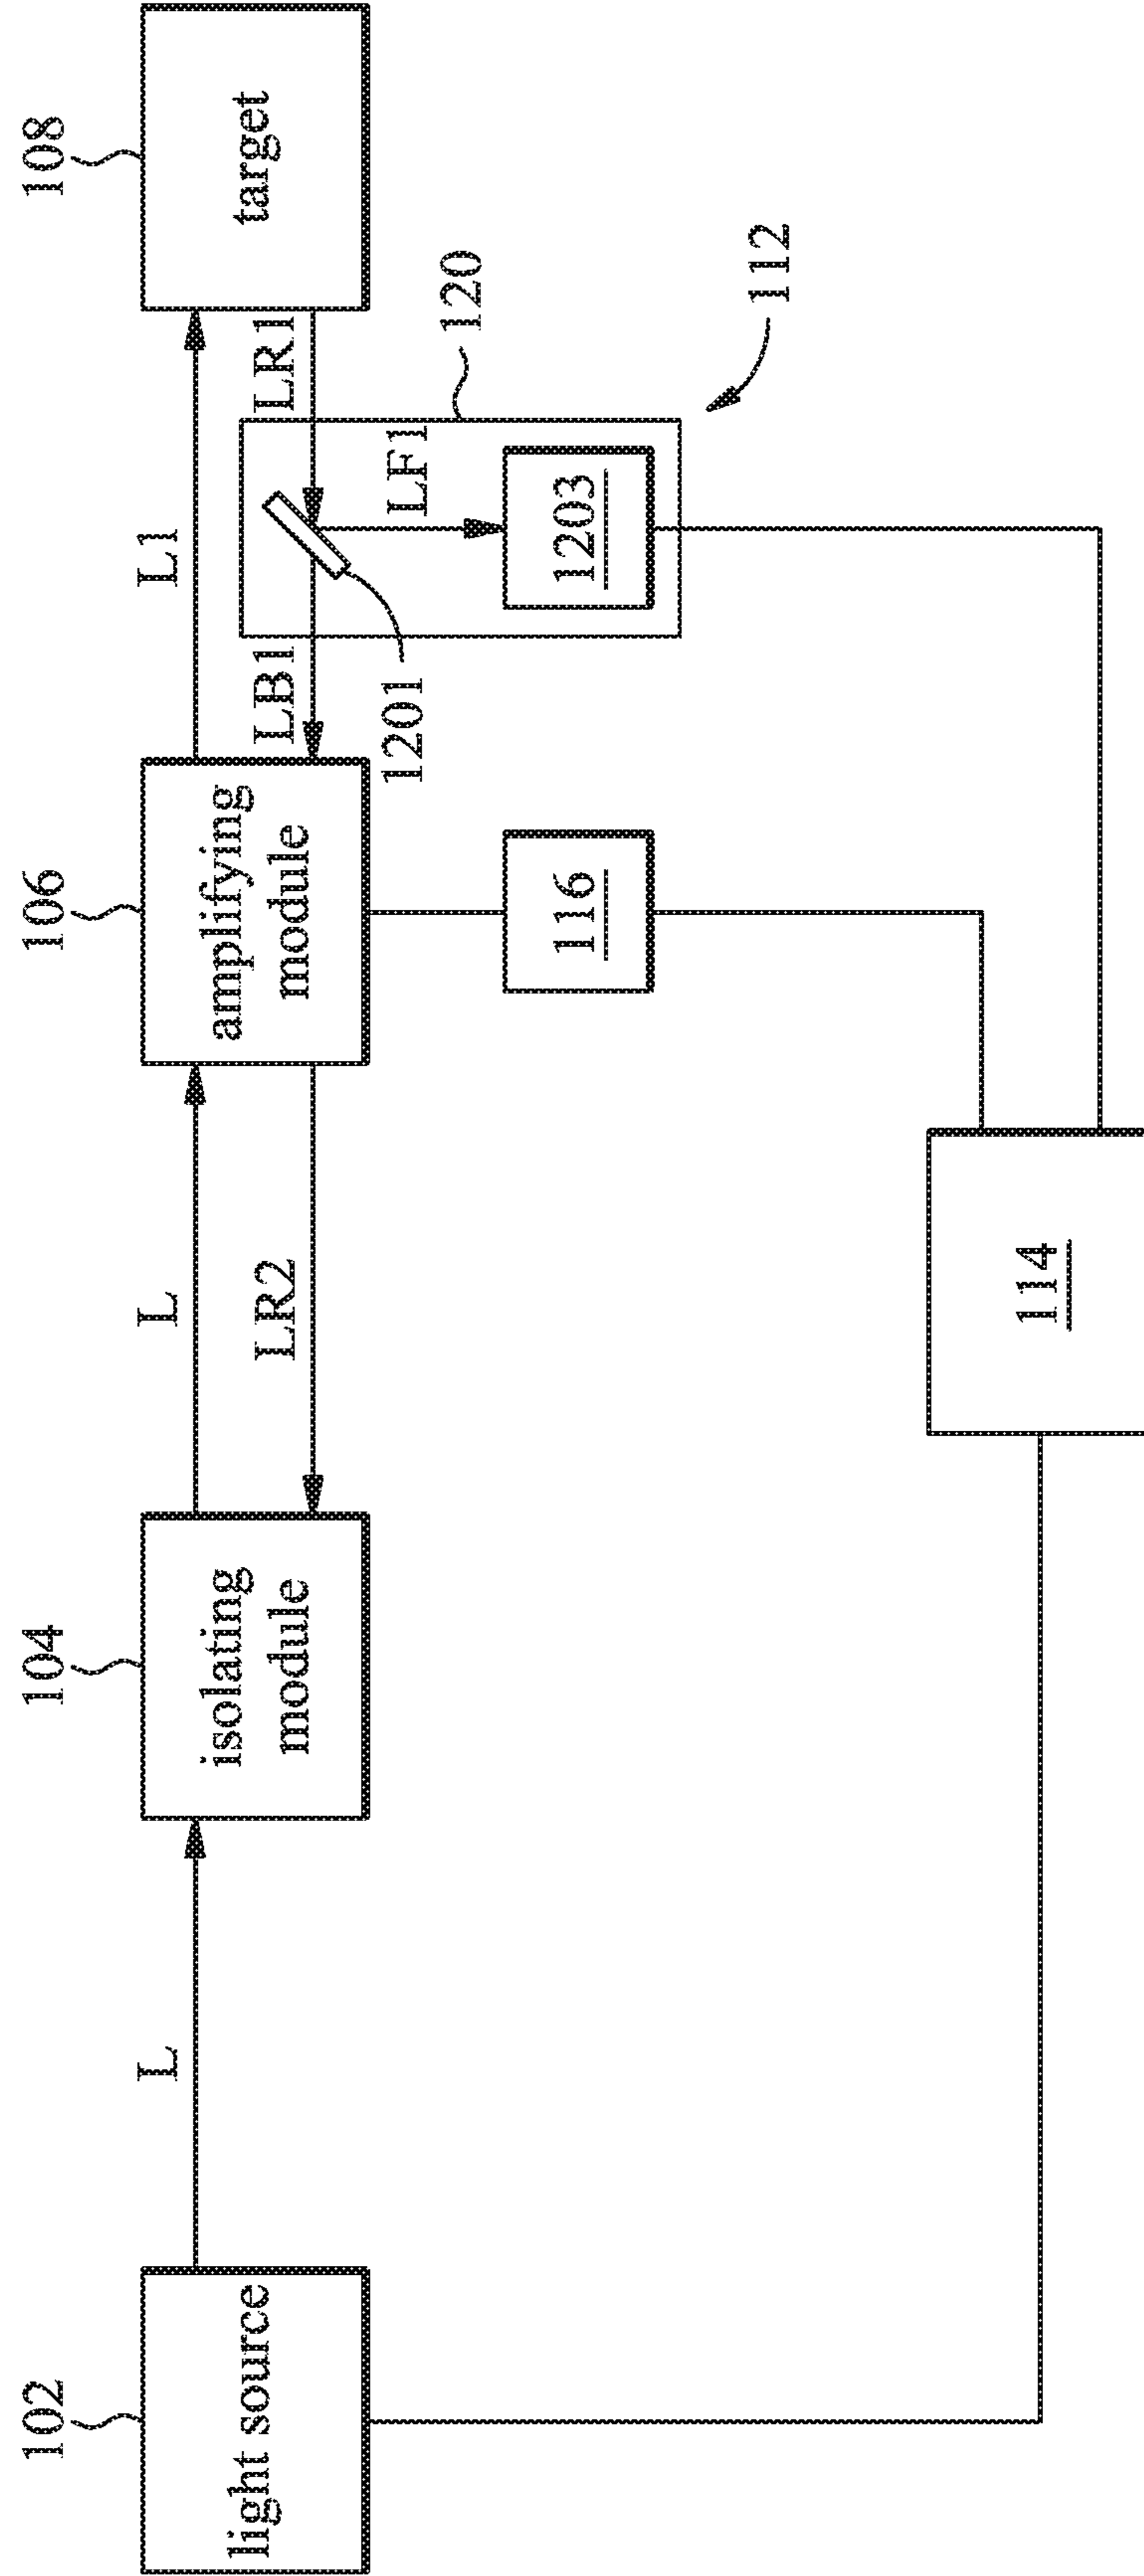 102
104
106
108
light source
isolating
module
amplifying
module
target
L
L
L1
LR2
LB1
LR1
LF1
1201
120
1203
116
112
114